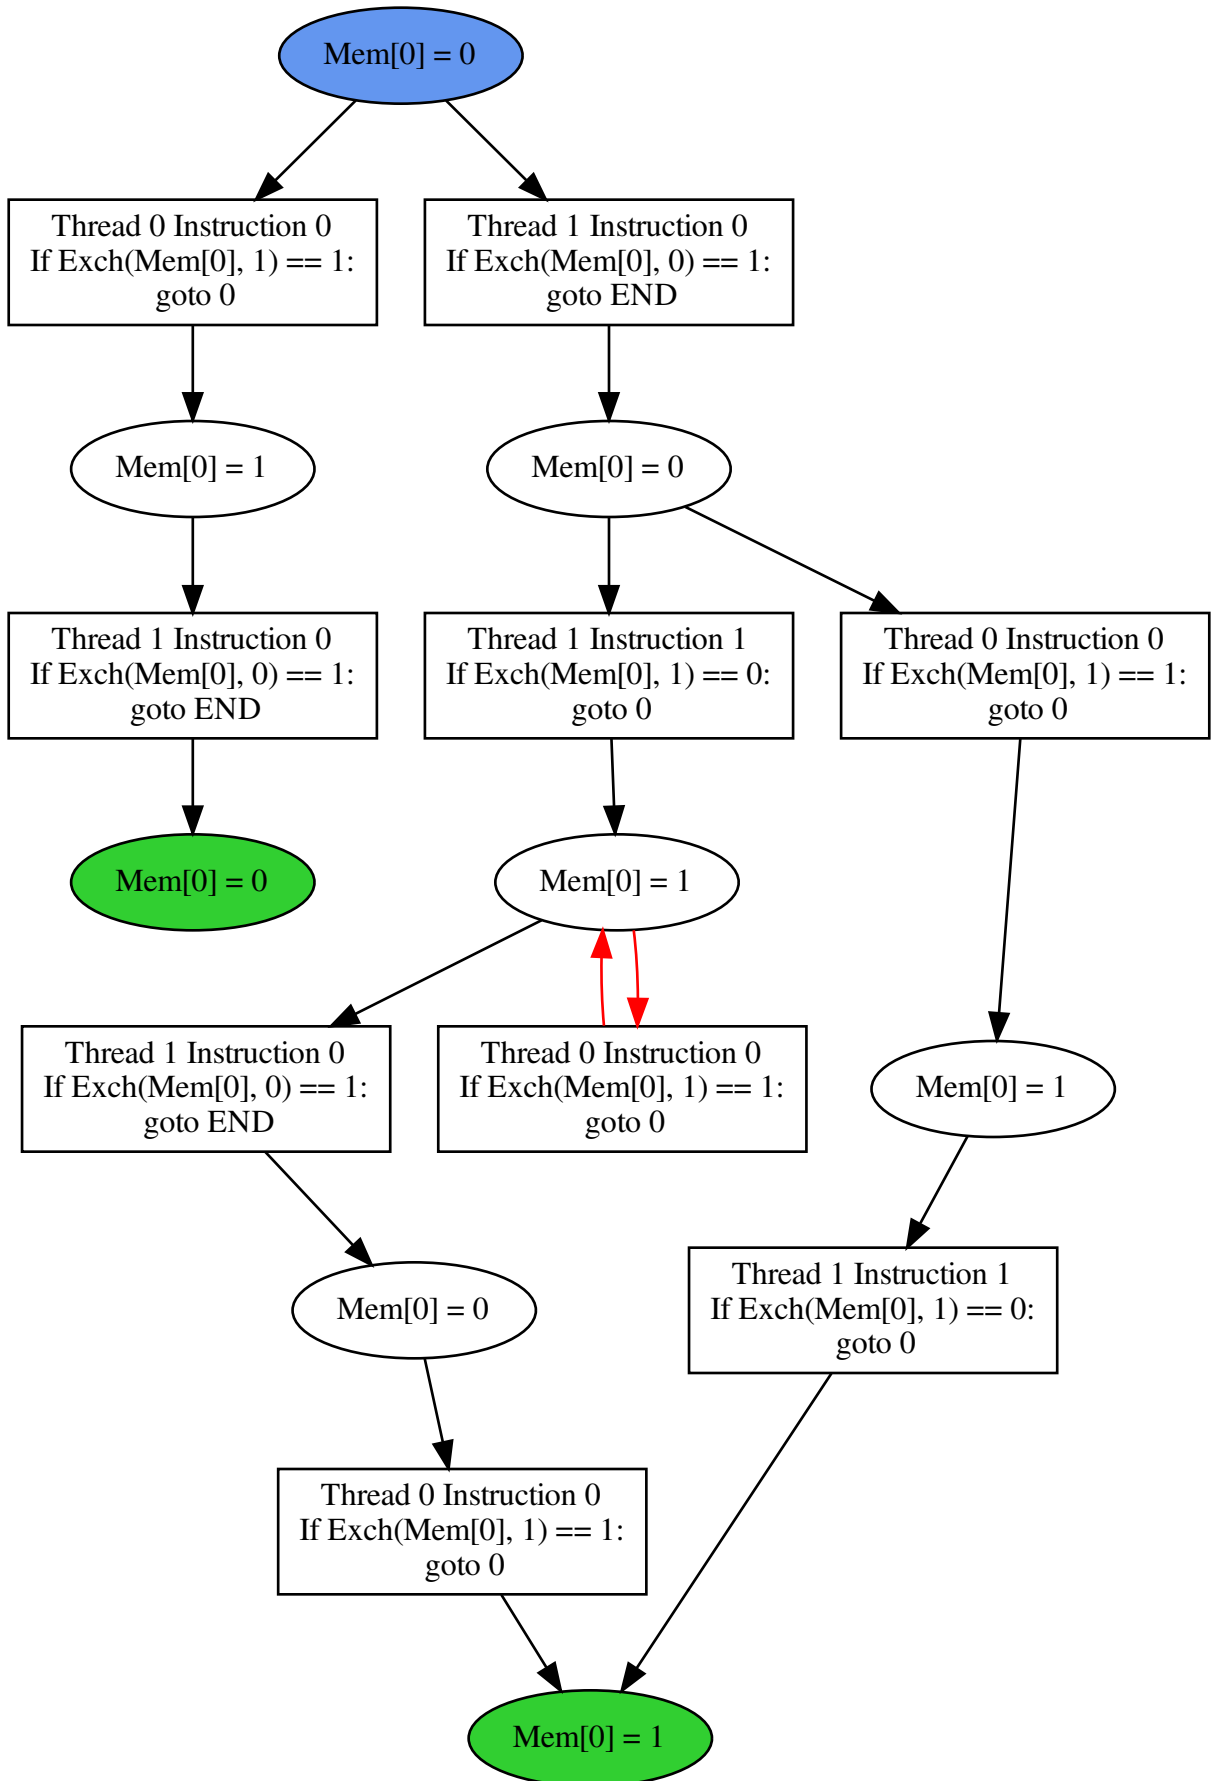 Mem[0] = 0
Thread 0 Instruction 0
If Exch(Mem[0], 1) == 1:
goto 0
Thread 1 Instruction 0
If Exch(Mem[0], 0) == 1:
goto END
Mem[0] = 1
Mem[0] = 0
Thread 1 Instruction 0
If Exch(Mem[0], 0) == 1:
goto END
Thread 1 Instruction 1
If Exch(Mem[0], 1) == 0:
goto 0
Thread 0 Instruction 0
If Exch(Mem[0], 1) == 1:
goto 0
Mem[0] = 0
Mem[0] = 1
Thread 1 Instruction 0
If Exch(Mem[0], 0) == 1:
goto END
Thread 0 Instruction 0
If Exch(Mem[0], 1) == 1:
goto 0
Mem[0] = 1
Mem[0] = 0
Thread 1 Instruction 1
If Exch(Mem[0], 1) == 0:
goto 0
Thread 0 Instruction 0
If Exch(Mem[0], 1) == 1:
goto 0
Mem[0] = 1